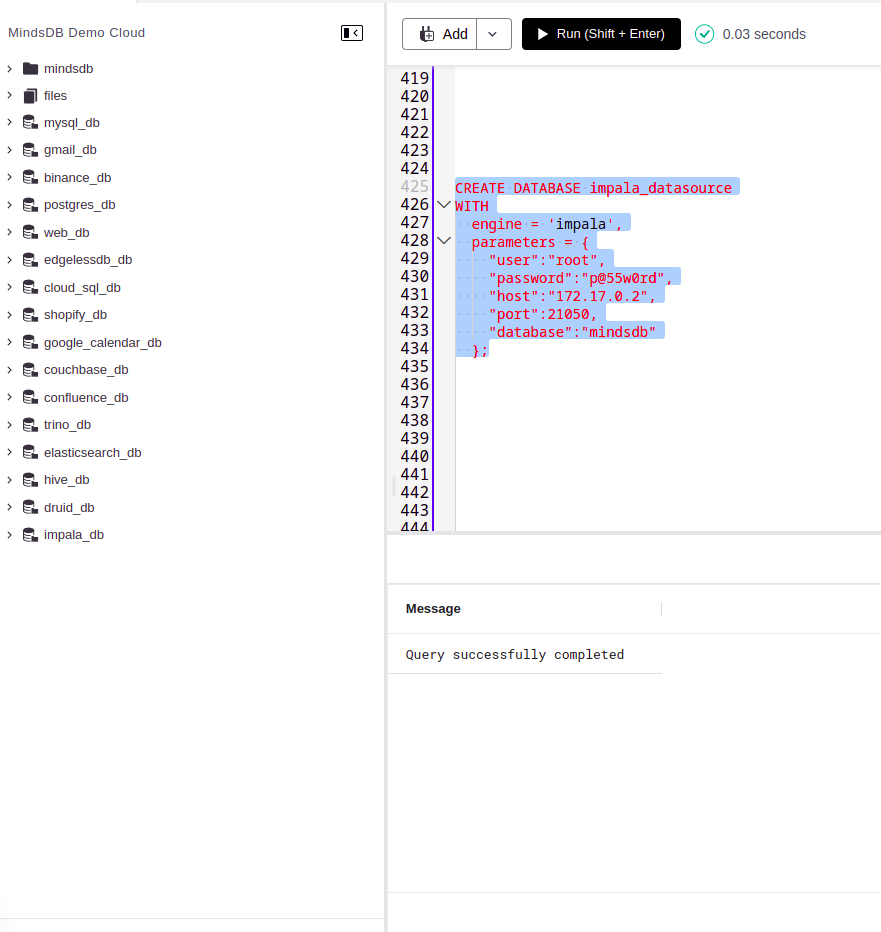 MindsDB Demo Cloud
mindsdb
files
mysql_db
gmail_db
binance_db
postgres_db
web_db
edgelessdb_db
cloud_sql_db
shopify_db
google_calendar_db
couchbase_db
confluence_db
trino_db
elasticsearch_db
hive_db
druid_db
impala_db
Add
Run (Shift + Enter)
0.03 seconds
419
420
421
422
423
424
425 CREATE DATABASE impala_datasource
426 WITH
427 engine = 'impala',
428 parameters = {
429 "user":"root",
430 "password":"p@55w0rd",
431 "host":"172.17.0.2",
432 "port":21050,
433 "database":"mindsdb"
434 };
435
436
437
438
439
440
441
442
443
444
Message
Query successfully completed